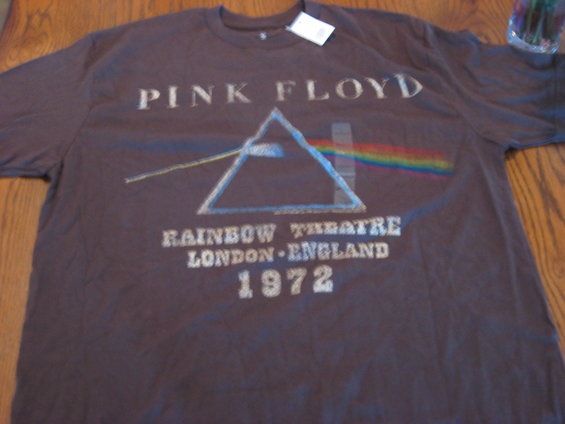 PINK FLOYD
RAINBOW THEATRE
LONDON·ENGLAND
1972